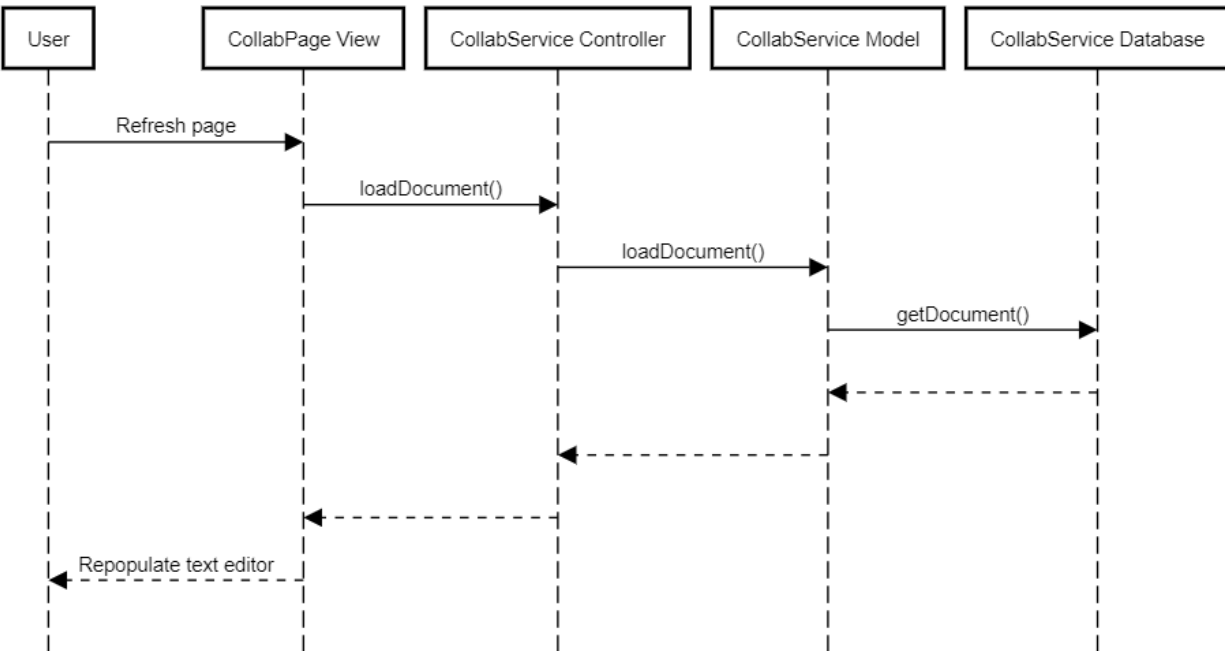 User
CollabPage View
CollabService Controller
CollabService Model
CollabService Database
Refresh page
loadDocument()
loadDocument()
getDocument()
Repopulate text editor